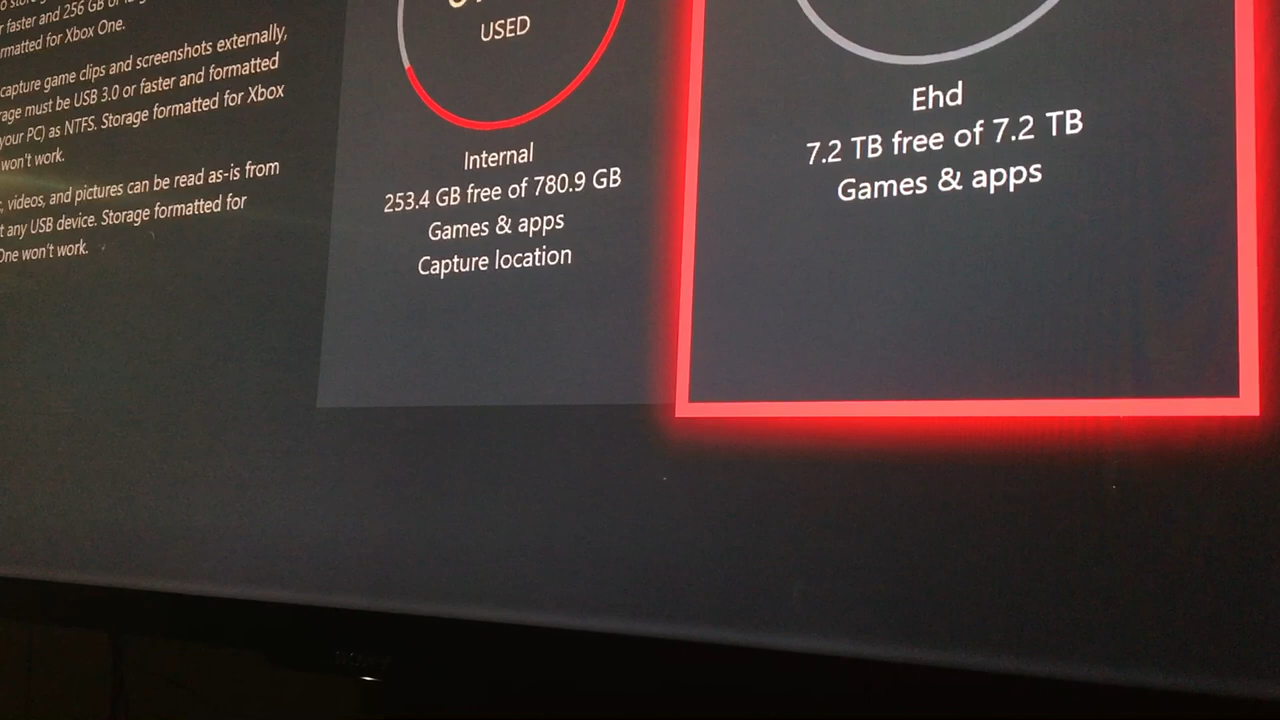 faster and 256 GB or
rmatted for Xbox One.
capture game clips and screenshots externally,
rage must be USB 3.0 or faster and formatted
your PC) as NTFS. Storage formatted for Xbox
won't work.
, videos, and pictures can be read as-is from
t any USB device. Storage formatted for
One won't work.
USED
Internal
253.4 GB free of 780.9 GB
Games & apps
Capture location
Ehd
7.2 TB free of 7.2 TB
Games & apps